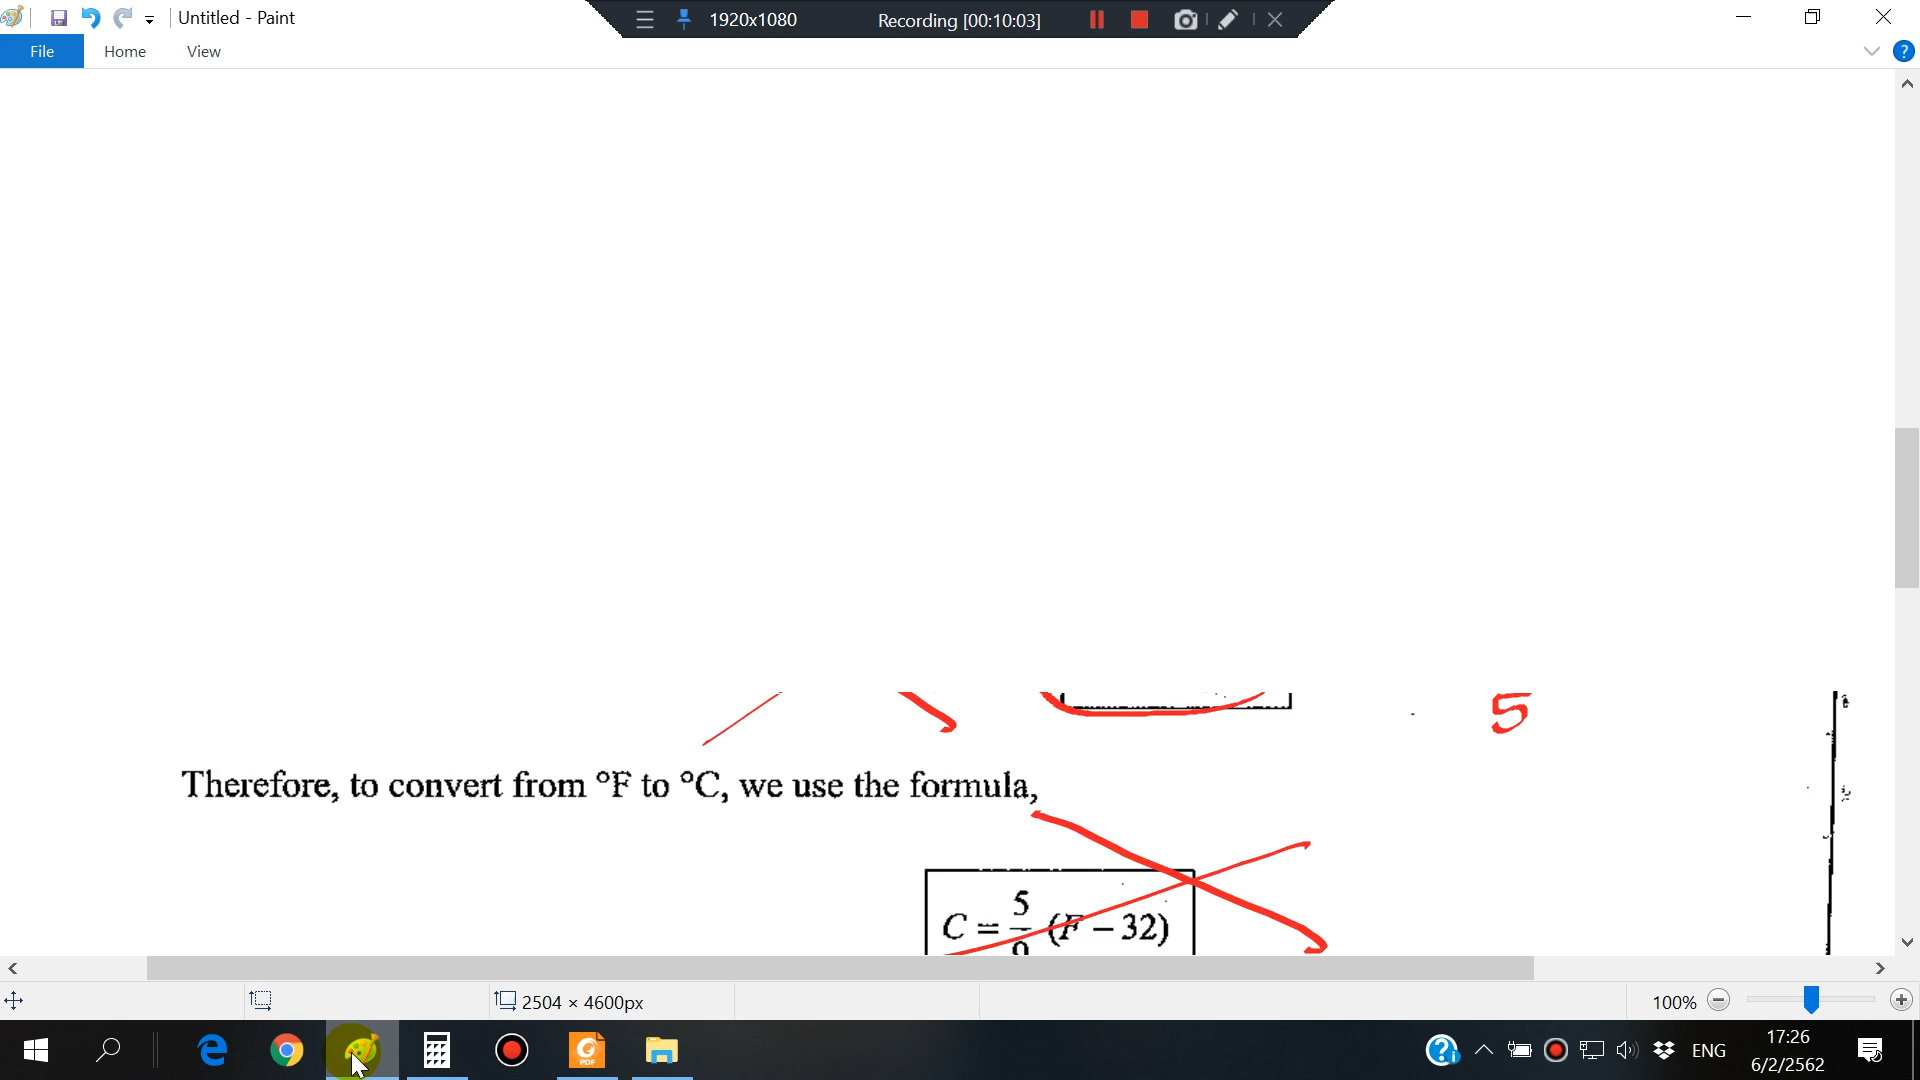 Untitled - Paint
1920x1080
Recording [00:10:03]
File
Home
View
?
5
Therefore, to convert from °F to °C, we use the formula,
C = 5/9 (F – 32)
2504 × 4600px
100%
PDF
ENG
17:26
6/2/2562